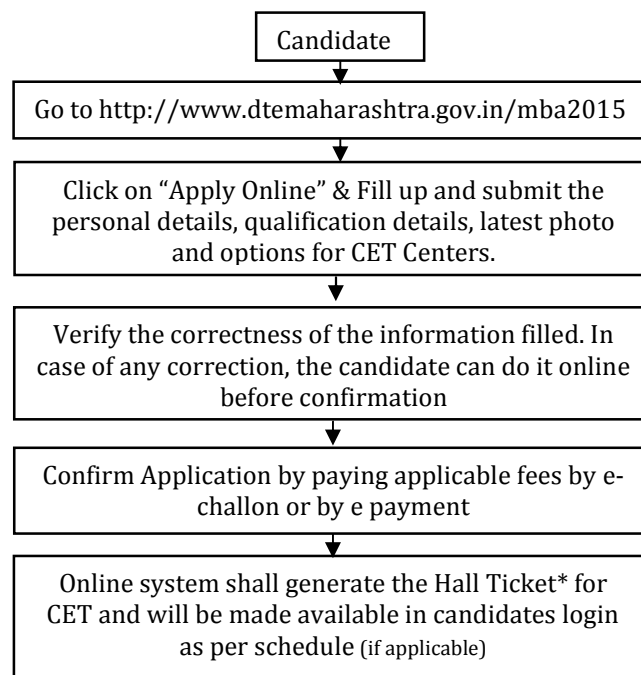 Candidate
Go to http://www.dtemaharashtra.gov.in/mba2015
Click on “Apply Online” & Fill up and submit the
personal details, qualification details, latest photo
and options for CET Centers.
Verify the correctness of the information filled. In
case of any correction, the candidate can do it online
before confirmation
Confirm Application by paying applicable fees by e-
challon or by e payment
Online system shall generate the Hall Ticket* for
CET and will be made available in candidates login
as per schedule (if applicable)